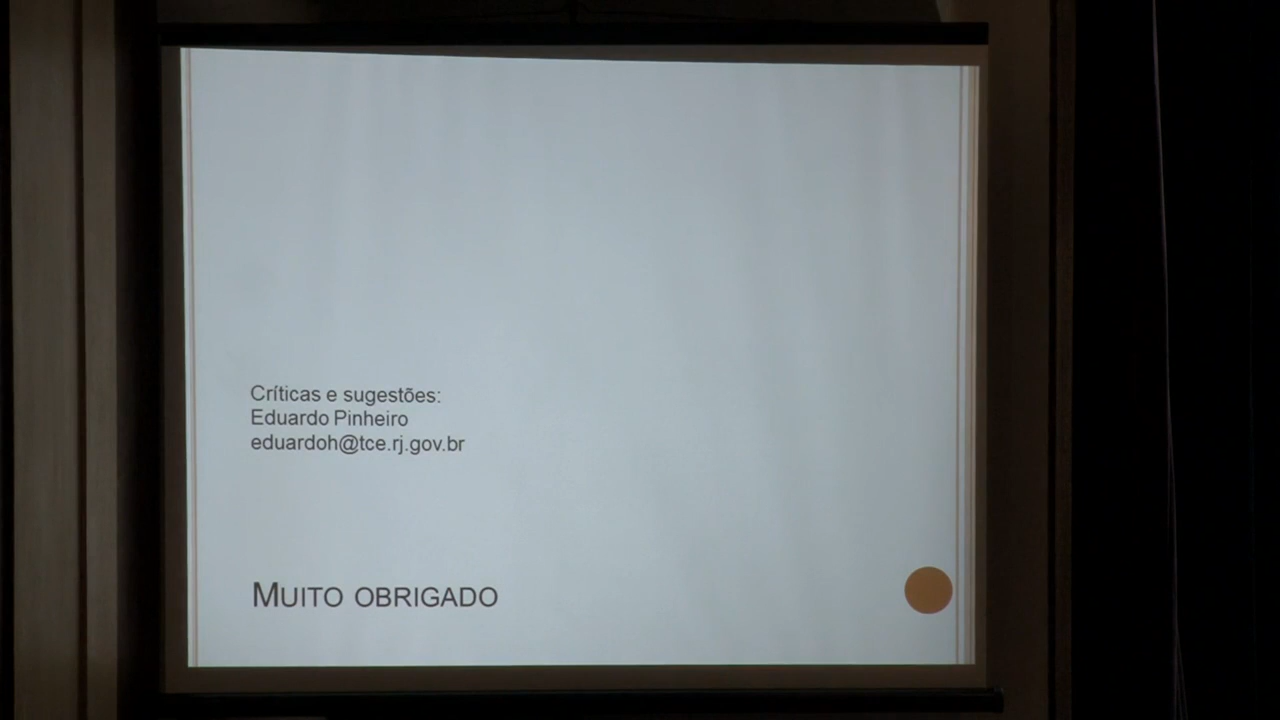 Críticas e sugestões:
Eduardo Pinheiro
eduardoh@tce.rj.gov.br
MUITO OBRIGADO